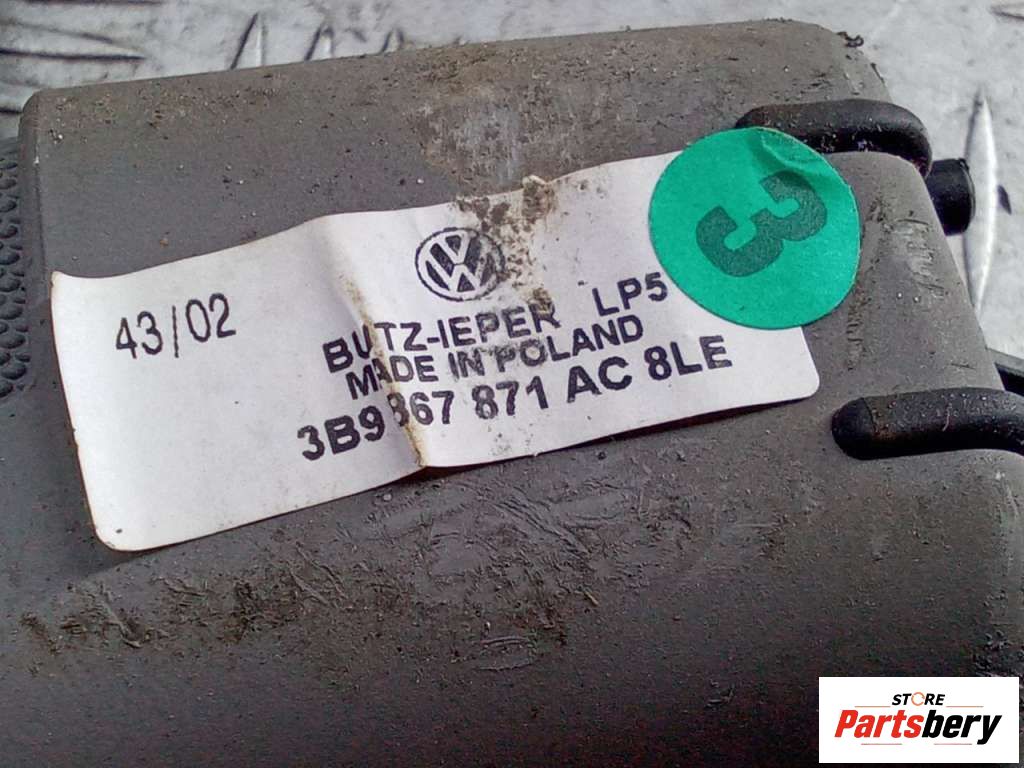 43/02
BUTZ-IEPER LP5
MADE IN POLAND
3B9 867 871 AC 8LE
3
STORE
Partsbery